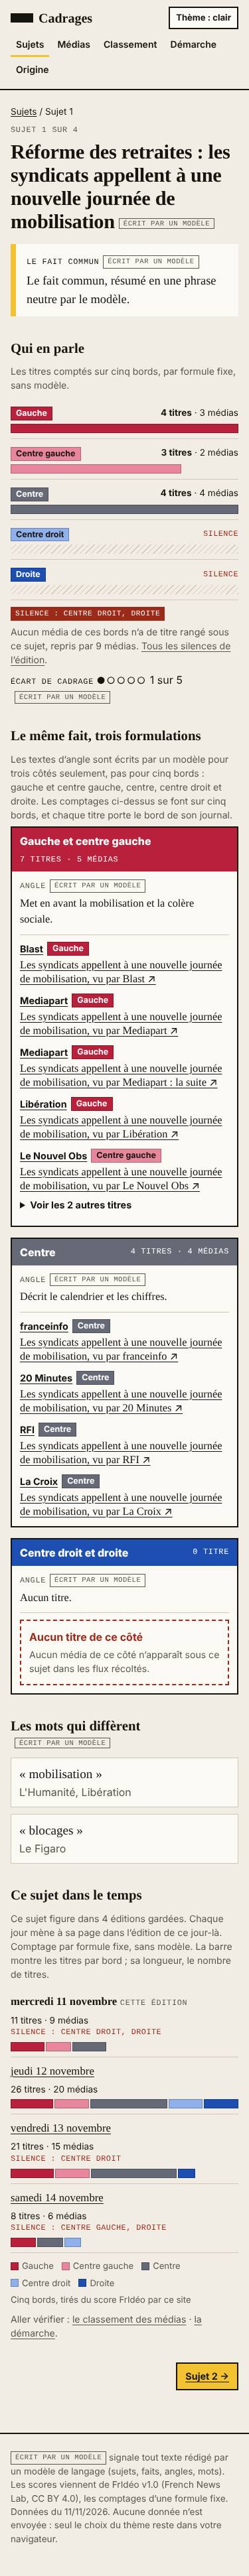 Cadrages
Thème : clair
Sujets Médias Classement Démarche
Origine
Sujets / Sujet 1
SUJET 1 SUR 4
Réforme des retraites : les
syndicats appellent à une
nouvelle journée de
mobilisation ÉCRIT PAR UN MODÈLE
LE FAIT COMMUN ÉCRIT PAR UN MODÈLE
Le fait commun, résumé en une phrase
neutre par le modèle.
Qui en parle
Les titres comptés sur cinq bords, par formule fixe,
sans modèle.
Gauche 4 titres · 3 médias
Centre gauche 3 titres · 2 médias
Centre 4 titres · 4 médias
Centre droit SILENCE
Droite SILENCE
SILENCE : CENTRE DROIT, DROITE
Aucun média de ces bords n’a de titre rangé sous
ce sujet, repris par 9 médias. Tous les silences de
l’édition.
ÉCART DE CADRAGE ●○○○○ 1 sur 5
ÉCRIT PAR UN MODÈLE
Le même fait, trois formulations
Les textes d’angle sont écrits par un modèle pour
trois côtés seulement, pas pour cinq bords :
gauche et centre gauche, centre, centre droit et
droite. Les comptages ci-dessus se font sur cinq
bords, et chaque titre porte le bord de son journal.
Gauche et centre gauche
7 TITRES · 5 MÉDIAS
ANGLE ÉCRIT PAR UN MODÈLE
Met en avant la mobilisation et la colère
sociale.
Blast Gauche
Les syndicats appellent à une nouvelle journée
de mobilisation, vu par Blast ↗
Mediapart Gauche
Les syndicats appellent à une nouvelle journée
de mobilisation, vu par Mediapart ↗
Mediapart Gauche
Les syndicats appellent à une nouvelle journée
de mobilisation, vu par Mediapart : la suite ↗
Libération Gauche
Les syndicats appellent à une nouvelle journée
de mobilisation, vu par Libération ↗
Le Nouvel Obs Centre gauche
Les syndicats appellent à une nouvelle journée
de mobilisation, vu par Le Nouvel Obs ↗
▶ Voir les 2 autres titres
Centre 4 TITRES · 4 MÉDIAS
ANGLE ÉCRIT PAR UN MODÈLE
Décrit le calendrier et les chiffres.
franceinfo Centre
Les syndicats appellent à une nouvelle journée
de mobilisation, vu par franceinfo ↗
20 Minutes Centre
Les syndicats appellent à une nouvelle journée
de mobilisation, vu par 20 Minutes ↗
RFI Centre
Les syndicats appellent à une nouvelle journée
de mobilisation, vu par RFI ↗
La Croix Centre
Les syndicats appellent à une nouvelle journée
de mobilisation, vu par La Croix ↗
Centre droit et droite 0 TITRE
ANGLE ÉCRIT PAR UN MODÈLE
Aucun titre.
Aucun titre de ce côté
Aucun média de ce côté n’apparaît sous ce
sujet dans les flux récoltés.
Les mots qui diffèrent
ÉCRIT PAR UN MODÈLE
« mobilisation »
L’Humanité, Libération
« blocages »
Le Figaro
Ce sujet dans le temps
Ce sujet figure dans 4 éditions gardées. Chaque
jour mène à sa page dans l’édition de ce jour-là.
Comptage par formule fixe, sans modèle. La barre
montre les titres par bord ; sa longueur, le nombre
de titres.
mercredi 11 novembre CETTE ÉDITION
11 titres · 9 médias
SILENCE : CENTRE DROIT, DROITE
jeudi 12 novembre
26 titres · 20 médias
vendredi 13 novembre
21 titres · 15 médias
SILENCE : CENTRE DROIT
samedi 14 novembre
8 titres · 6 médias
SILENCE : CENTRE GAUCHE, DROITE
Gauche Centre gauche Centre
Centre droit Droite
Cinq bords, tirés du score FrIdéo par ce site
Aller vérifier : le classement des médias · la
démarche.
Sujet 2 →
ÉCRIT PAR UN MODÈLE signale tout texte rédigé par
un modèle de langage (sujets, faits, angles, mots).
Les scores viennent de FrIdéo v1.0 (French News
Lab, CC BY 4.0), les comptages d’une formule fixe.
Données du 11/11/2026. Aucune donnée n’est
envoyée : seul le choix du thème reste dans votre
navigateur.